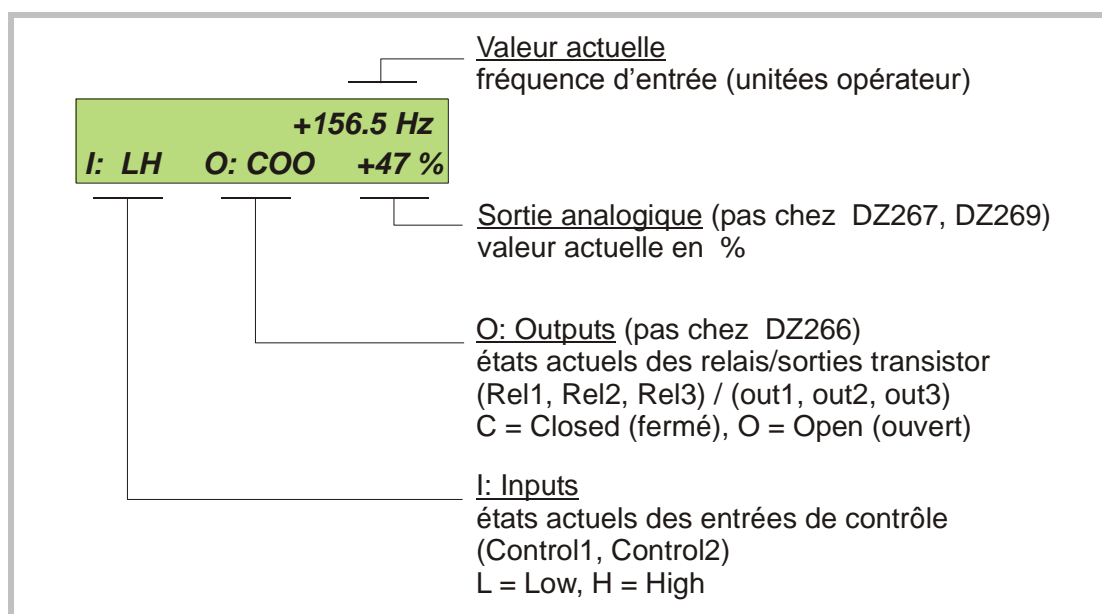 Valeur actuelle
fréquence d'entrée (unitées opérateur)
+156.5 Hz
I: LH O: COO +47 %
Sortie analogique (pas chez DZ267, DZ269)
valeur actuelle en %
O: Outputs (pas chez DZ266)
états actuels des relais/sorties transistor
(Rel1, Rel2, Rel3) / (out1, out2, out3)
C = Closed (fermé), O = Open (ouvert)
I: Inputs
états actuels des entrées de contrôle
(Control1, Control2)
L = Low, H = High